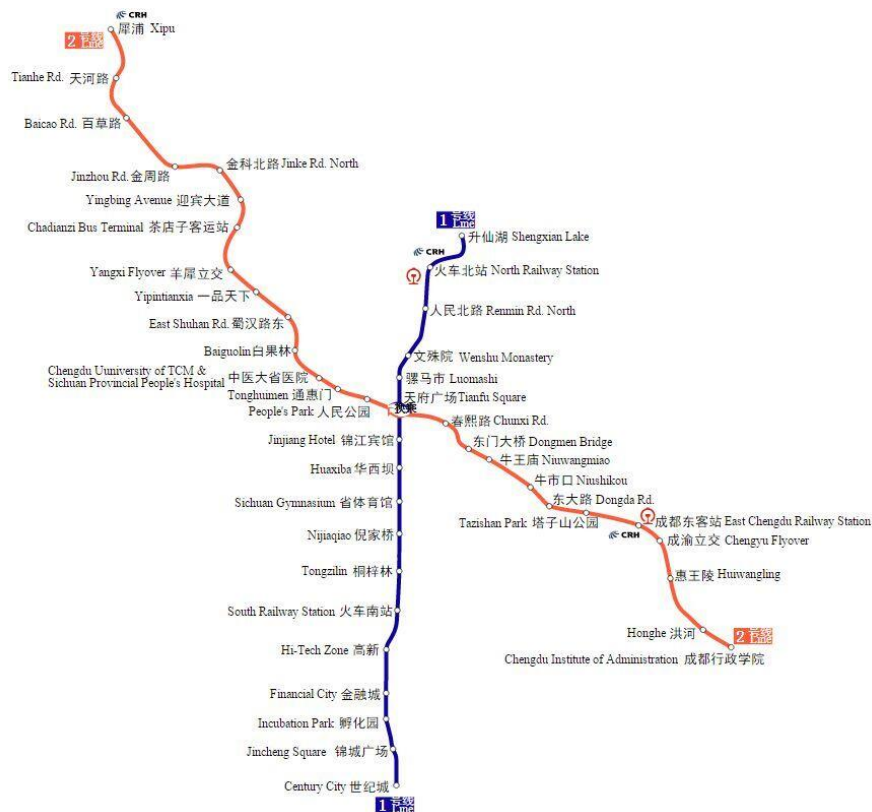 CRH
犀浦 Xipu
2号线
Line
Tianhe Rd. 天河路
Baicao Rd. 百草路
Jinzhou Rd. 金周路
金科北路 Jinke Rd. North
Yingbing Avenue 迎宾大道
Chadianzi Bus Terminal 茶店子客运站
Yangxi Flyover 羊犀立交
Yipintianxia 一品天下
East Shuhan Rd. 蜀汉路东
Baiguolin 白果林
Chengdu Uuniversity of TCM &
Sichuan Provincial People's Hospital 中医大省医院
Tonghuimen 通惠门
People's Park 人民公园
1号线
Line
升仙湖 Shengxian Lake
CRH
火车北站 North Railway Station
人民北路 Renmin Rd. North
文殊院 Wenshu Monastery
骡马市 Luomashi
天府广场 Tianfu Square
春熙路 Chunxi Rd.
东门大桥 Dongmen Bridge
牛王庙 Niuwangmiao
牛市口 Niushikou
东大路 Dongda Rd.
Tazishan Park 塔子山公园
成都东客站 East Chengdu Railway Station
CRH
成渝立交 Chengyu Flyover
惠王陵 Huiwangling
Honghe 洪河
2号线
Line
Chengdu Institute of Administration 成都行政学院
Jinjiang Hotel 锦江宾馆
Huaxiba 华西坝
Sichuan Gymnasium 省体育馆
Nijiaqiao 倪家桥
Tongzilin 桐梓林
South Railway Station 火车南站
Hi-Tech Zone 高新
Financial City 金融城
Incubation Park 孵化园
Jincheng Square 锦城广场
Century City 世纪城
1号线
Line